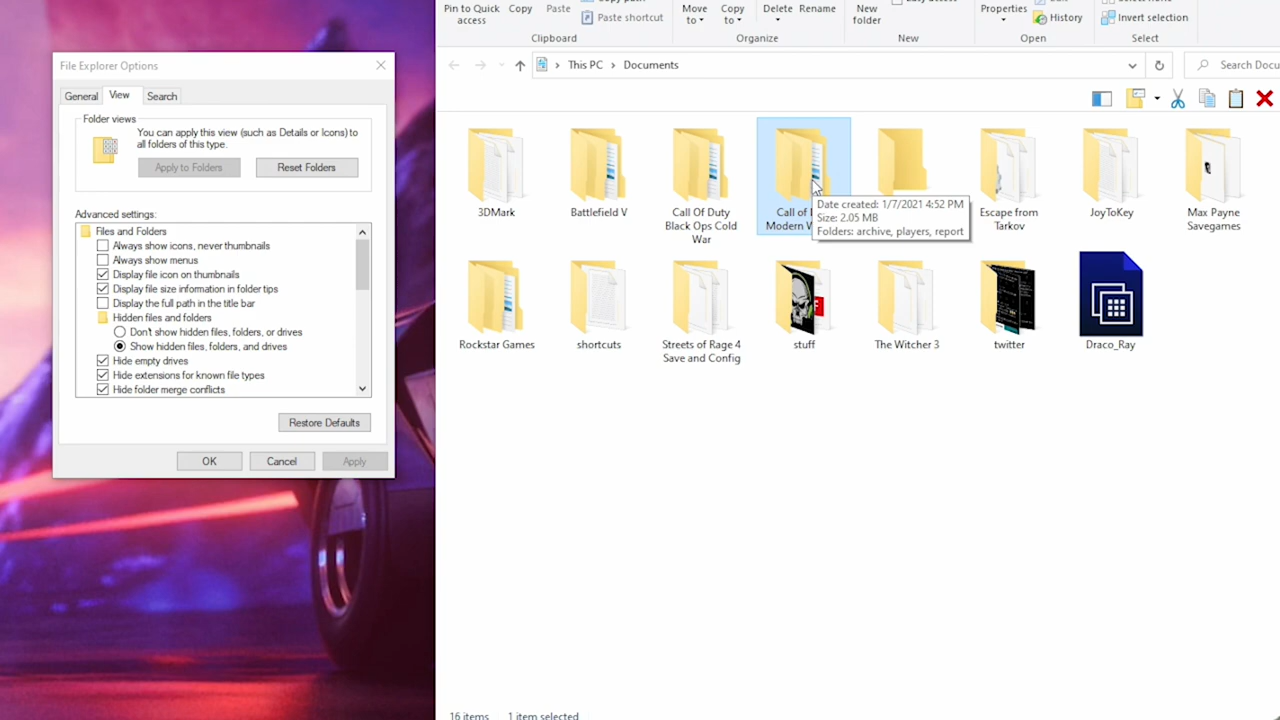 File Explorer Options
General
View
Search
Folder views
You can apply this view (such as Details or Icons) to
all folders of this type.
Apply to Folders
Reset Folders
Advanced settings:
Files and Folders
Always show icons, never thumbnails
Always show menus
Display file icon on thumbnails
Display file size information in folder tips
Display the full path in the title bar
Hidden files and folders
Don't show hidden files, folders, or drives
Show hidden files, folders, and drives
Hide empty drives
Hide extensions for known file types
Hide folder merge conflicts
Restore Defaults
OK
Cancel
Apply
Pin to Quick
access
Copy
Paste
Paste shortcut
Clipboard
Move
to
Copy
to
Delete
Rename
Organize
New
folder
New
Properties
History
Open
Invert selection
Select
This PC
Documents
Search Docu
3DMark
Battlefield V
Call Of Duty
Black Ops Cold
War
Call of
Modern W
Date created: 1/7/2021 4:52 PM
Size: 2.05 MB
Folders: archive, players, report
Escape from
Tarkov
JoyToKey
Max Payne
Savegames
Rockstar Games
shortcuts
Streets of Rage 4
Save and Config
stuff
The Witcher 3
twitter
Draco_Ray
16 items
1 item selected